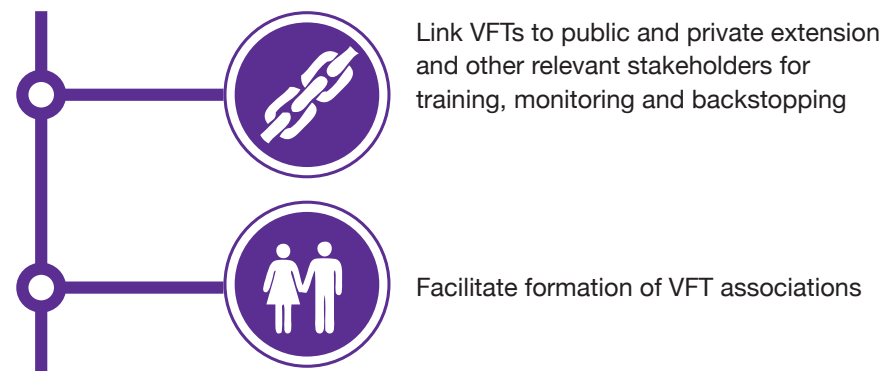 Link VFTs to public and private extension
and other relevant stakeholders for
training, monitoring and backstopping
Facilitate formation of VFT associations